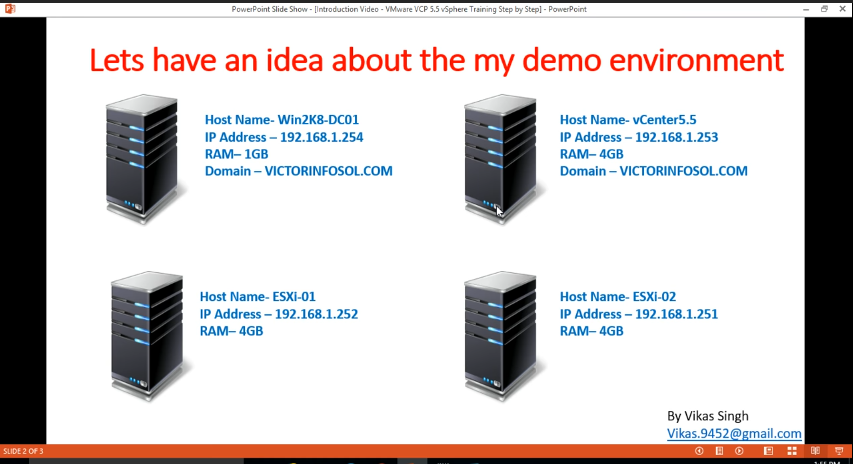 PowerPoint Slide Show - [Introduction Video - VMware VCP 5.5 vSphere Training Step by Step] - PowerPoint
Lets have an idea about the my demo environment
Host Name- Win2K8-DC01
IP Address – 192.168.1.254
RAM– 1GB
Domain – VICTORINFOSOL.COM
Host Name- vCenter5.5
IP Address – 192.168.1.253
RAM– 4GB
Domain – VICTORINFOSOL.COM
Host Name- ESXi-01
IP Address – 192.168.1.252
RAM– 4GB
Host Name- ESXi-02
IP Address – 192.168.1.251
RAM– 4GB
By Vikas Singh
Vikas.9452@gmail.com
SLIDE 2 OF 3